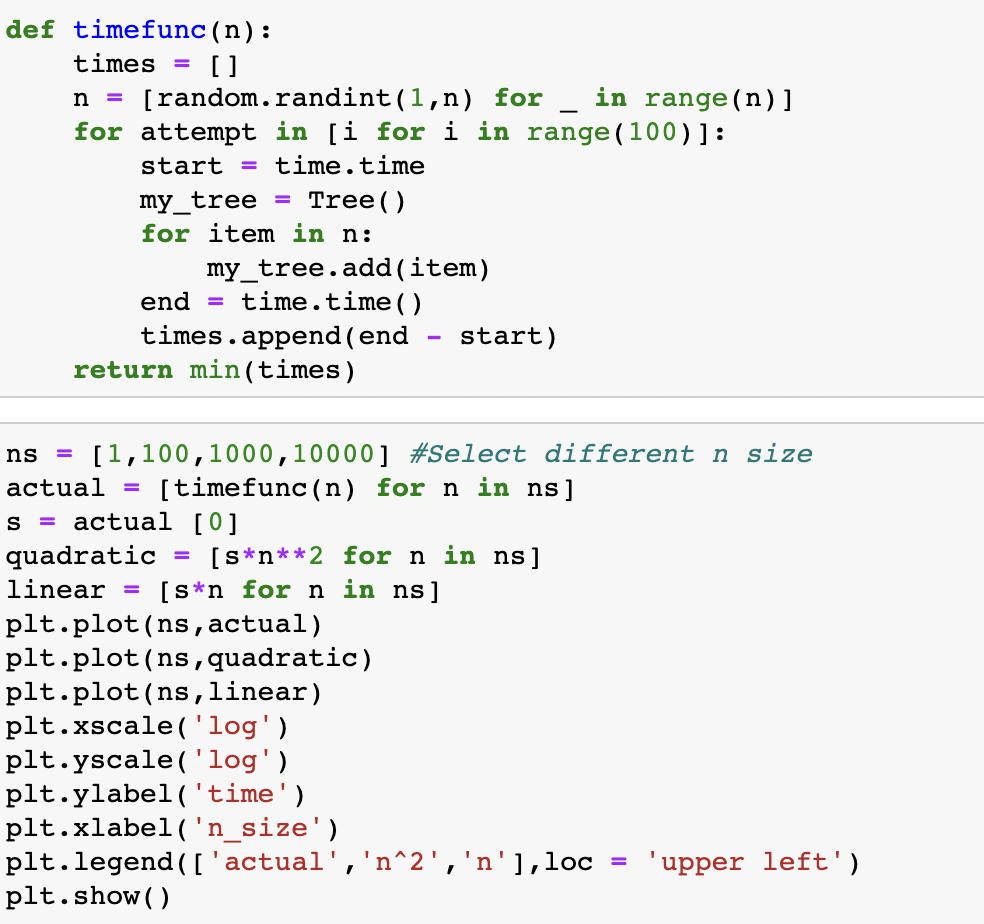 def timefunc(n):
    times = []
    n = [random.randint(1,n) for _ in range(n)]
    for attempt in [i for i in range(100)]:
        start = time.time
        my_tree = Tree()
        for item in n:
            my_tree.add(item)
        end = time.time()
        times.append(end - start)
    return min(times)
ns = [1,100,1000,10000] #Select different n size
actual = [timefunc(n) for n in ns]
s = actual [0]
quadratic = [s*n**2 for n in ns]
linear = [s*n for n in ns]
plt.plot(ns,actual)
plt.plot(ns,quadratic)
plt.plot(ns,linear)
plt.xscale('log')
plt.yscale('log')
plt.ylabel('time')
plt.xlabel('n_size')
plt.legend(['actual','n^2','n'],loc = 'upper left')
plt.show()